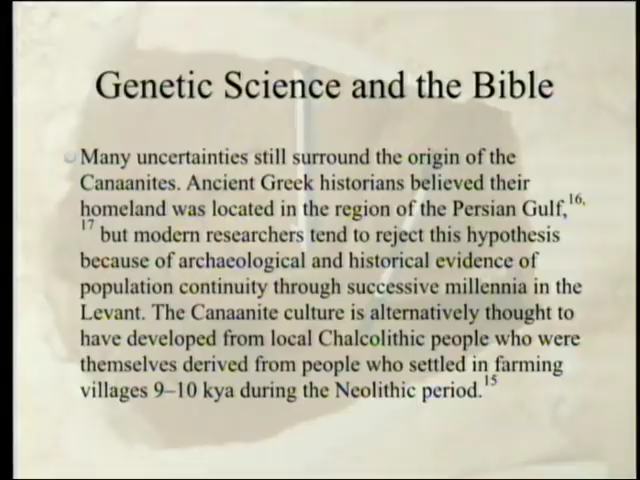 Genetic Science and the Bible
Many uncertainties still surround the origin of the
Canaanites. Ancient Greek historians believed their
homeland was located in the region of the Persian Gulf,16,
17 but modern researchers tend to reject this hypothesis
because of archaeological and historical evidence of
population continuity through successive millennia in the
Levant. The Canaanite culture is alternatively thought to
have developed from local Chalcolithic people who were
themselves derived from people who settled in farming
villages 9–10 kya during the Neolithic period.15